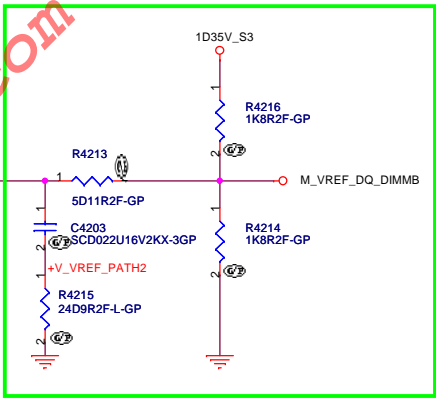 com
1D35V_S3
1
R4216
1K8R2F-GP
2
R4213
1
5D11R2F-GP
M_VREF_DQ_DIMMB
1
C4203
SCD022U16V2KX-3GP
2
+V_VREF_PATH2
1
R4214
1K8R2F-GP
2
1
R4215
24D9R2F-L-GP
2